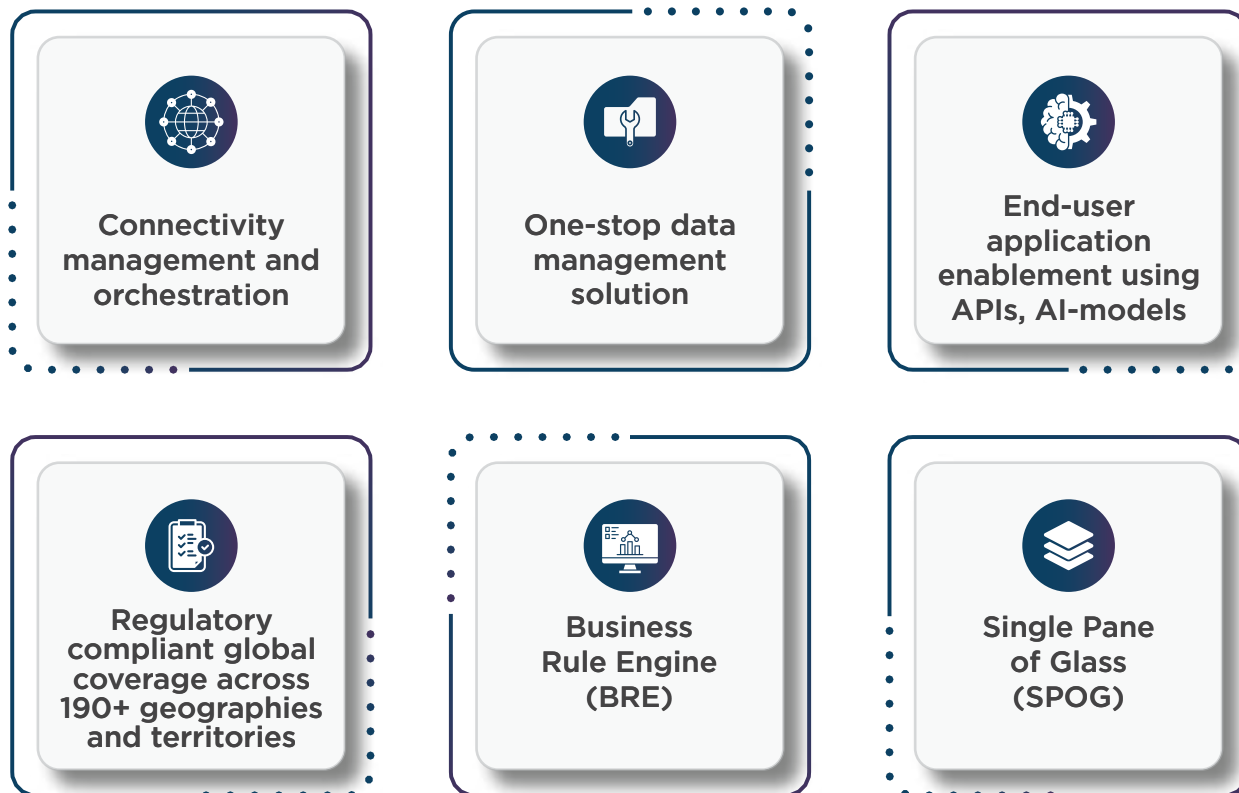 Connectivity
management and
orchestration
One-stop data
management
solution
End-user
application
enablement using
APIs, AI-models
Regulatory
compliant global
coverage across
190+ geographies
and territories
Business
Rule Engine
(BRE)
Single Pane
of Glass
(SPOG)